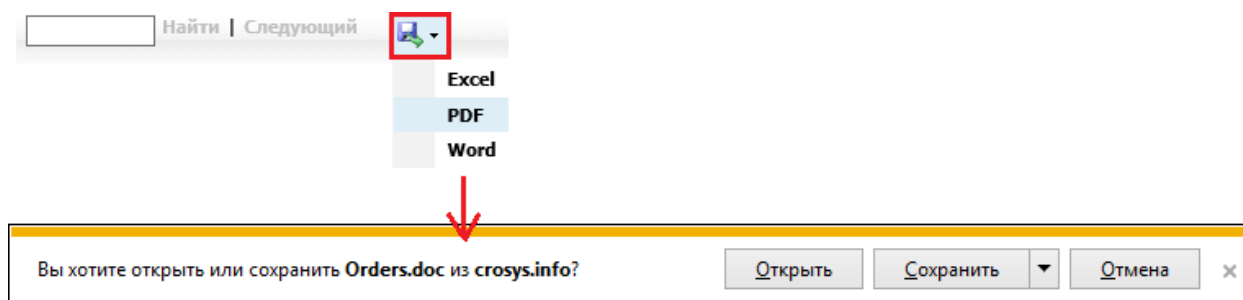 Найти | Следующий
Excel
PDF
Word
Вы хотите открыть или сохранить Orders.doc из crosys.info?
Открыть
Сохранить
Отмена